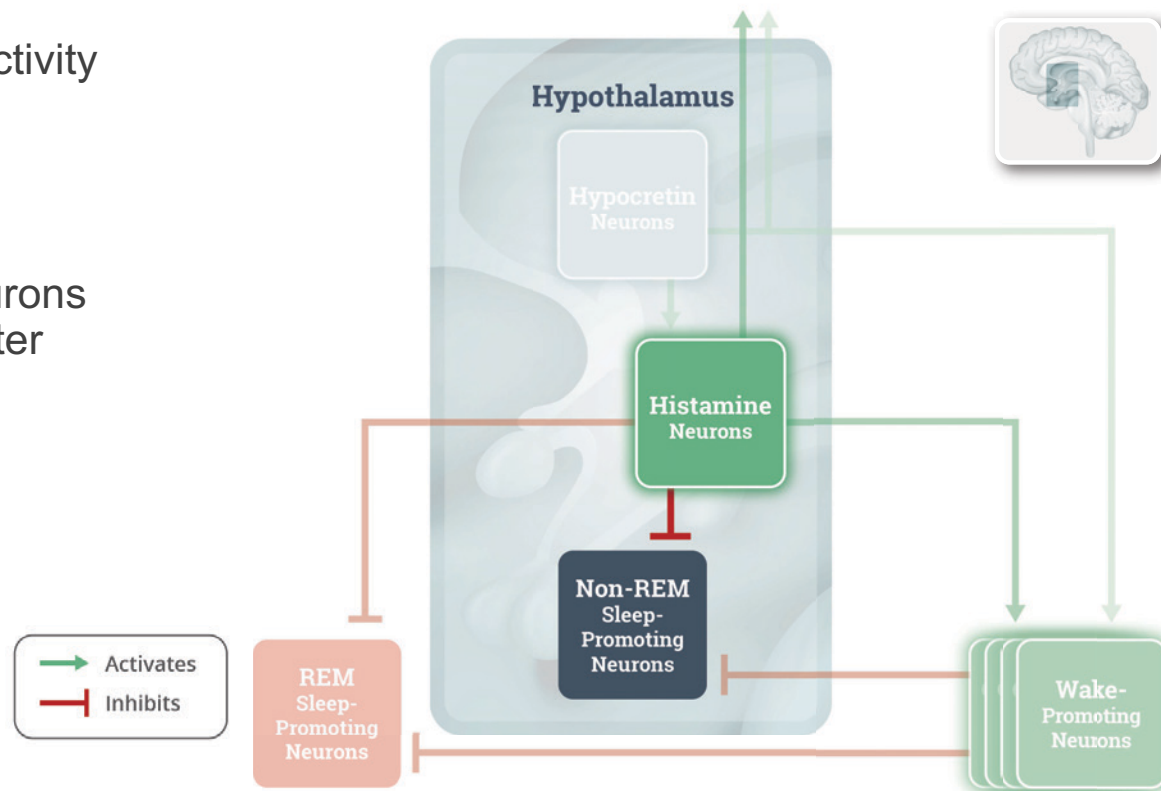 ctivity
urons
ter
Hypothalamus
Hypocretin
Neurons
Histamine
Neurons
Non-REM
Sleep-
Promoting
Neurons
Activates
Inhibits
REM
Sleep-
Promoting
Neurons
Wake-
Promoting
Neurons